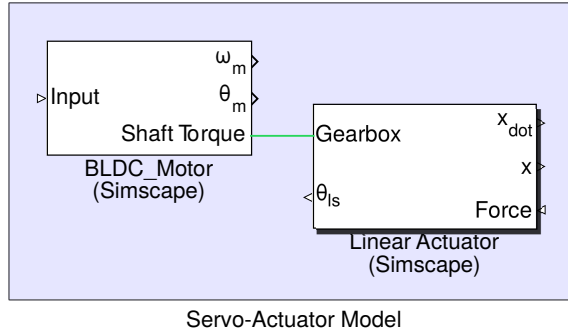 ω_m
Input
θ_m
Shaft Torque
BLDC_Motor
(Simscape)
x_dot
Gearbox
x
θ_ls
Force
Linear Actuator
(Simscape)
Servo-Actuator Model